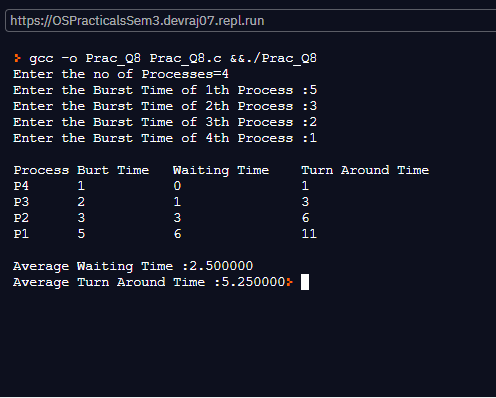 https://OSPracticalsSem3.devraj07.repl.run
> gcc -o Prac_Q8 Prac_Q8.c &&./Prac_Q8
Enter the no of Processes=4
Enter the Burst Time of 1th Process :5
Enter the Burst Time of 2th Process :3
Enter the Burst Time of 3th Process :2
Enter the Burst Time of 4th Process :1
Process Burt Time Waiting Time Turn Around Time
P4 1 0 1
P3 2 1 3
P2 3 3 6
P1 5 6 11
Average Waiting Time :2.500000
Average Turn Around Time :5.250000>